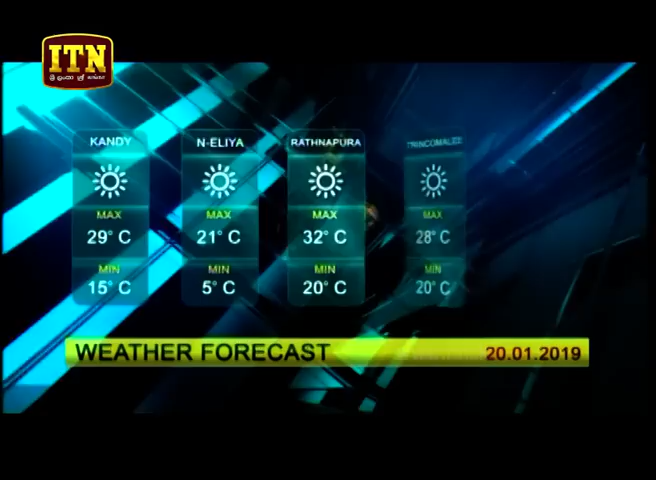 ITN
ශ්‍රී ලංකා ஸ்ரீ லங்கா
KANDY
MAX
29° C
MIN
15° C
N-ELIYA
MAX
21° C
MIN
5° C
RATHNAPURA
MAX
32° C
MIN
20° C
TRINCOMALEE
MAX
28° C
MIN
20° C
WEATHER FORECAST
20.01.2019